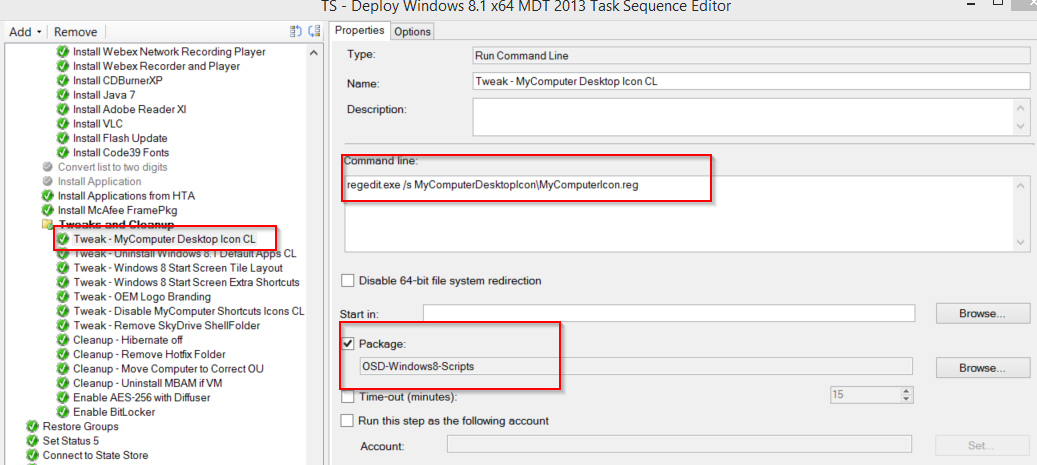 TS - Deploy Windows 8.1 x64 MDT 2013 Task Sequence Editor
Add Remove
Install Webex Network Recording Player
Install Webex Recorder and Player
Install CDBurnerXP
Install Java 7
Install Adobe Reader XI
Install VLC
Install Flash Update
Install Code39 Fonts
Convert list to two digits
Install Application
Install Applications from HTA
Install McAfee FramePkg
Tweaks and Cleanup
Tweak - MyComputer Desktop Icon CL
Tweak - Uninstall Windows 8.1 Default Apps CL
Tweak - Windows 8 Start Screen Tile Layout
Tweak - Windows 8 Start Screen Extra Shortcuts
Tweak - OEM Logo Branding
Tweak - Disable MyComputer Shortcuts Icons CL
Tweak - Remove SkyDrive ShellFolder
Cleanup - Hibernate off
Cleanup - Remove Hotfix Folder
Cleanup - Move Computer to Correct OU
Cleanup - Uninstall MBAM if VM
Enable AES-256 with Diffuser
Enable BitLocker
Restore Groups
Set Status 5
Connect to State Store
Properties Options
Type: Run Command Line
Name: Tweak - MyComputer Desktop Icon CL
Description:
Command line:
regedit.exe /s MyComputerDesktopIcon\MyComputerIcon.reg
Disable 64-bit file system redirection
Start in: Browse...
Package:
OSD-Windows8-Scripts Browse...
Time-out (minutes): 15
Run this step as the following account
Account: Set...